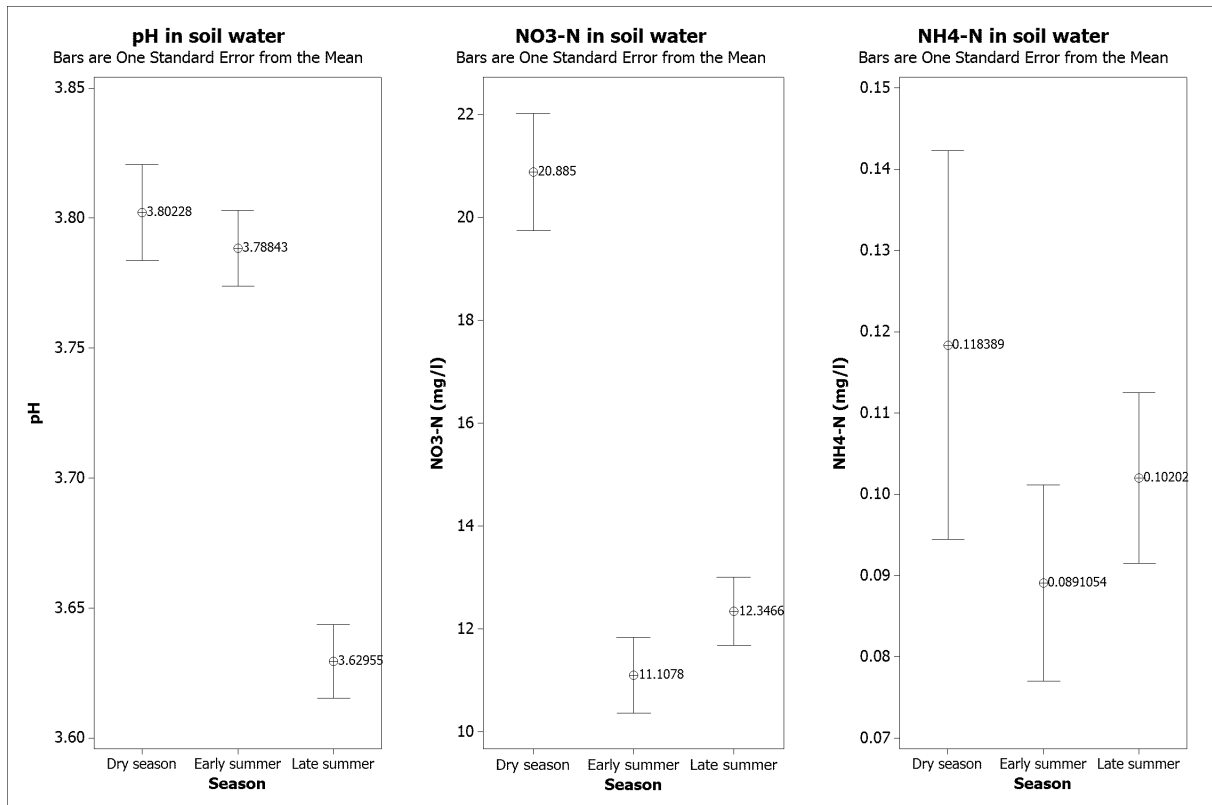 pH in soil water
Bars are One Standard Error from the Mean
3.85
3.80
3.75
3.70
3.65
3.60
pH
3.80228
3.78843
3.62955
Dry season Early summer Late summer
Season
NO3-N in soil water
Bars are One Standard Error from the Mean
22
20
18
16
14
12
10
NO3-N (mg/l)
20.885
11.1078
12.3466
Dry season Early summer Late summer
Season
NH4-N in soil water
Bars are One Standard Error from the Mean
0.15
0.14
0.13
0.12
0.11
0.10
0.09
0.08
0.07
NH4-N (mg/l)
0.118389
0.0891054
0.10202
Dry season Early summer Late summer
Season